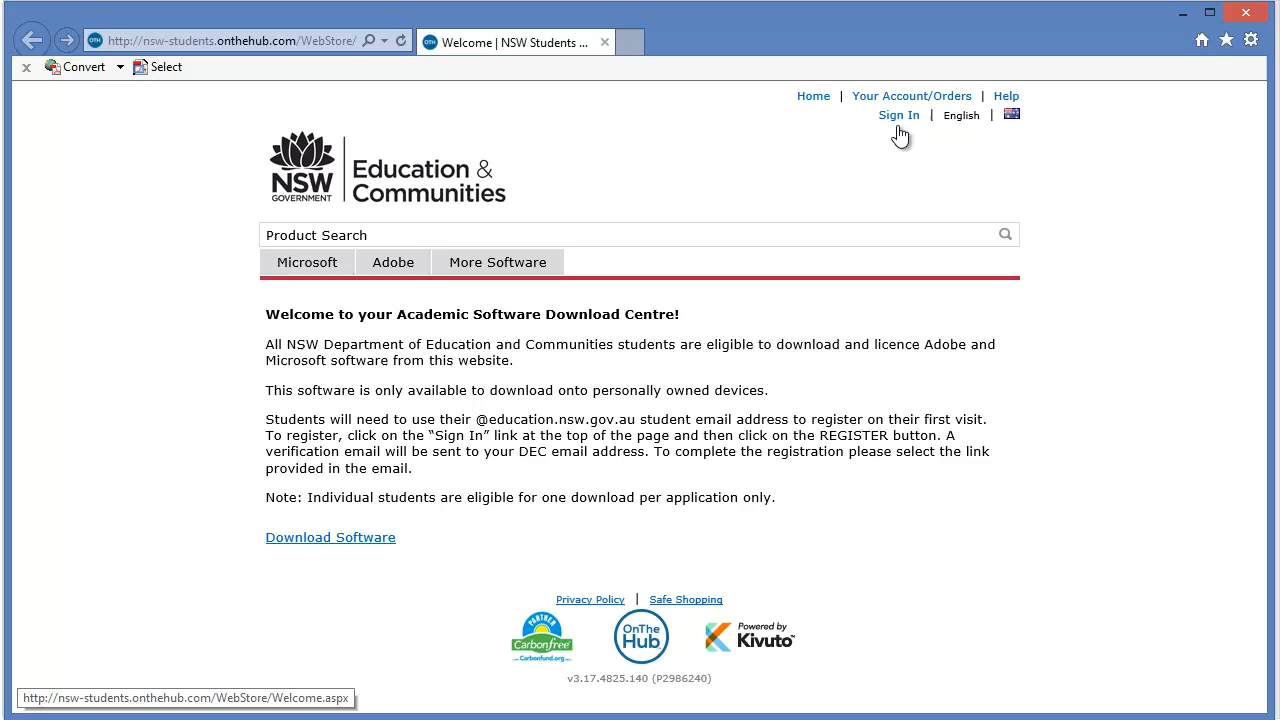 http://nsw-students.onthehub.com/WebStore/
Welcome | NSW Students ...
x Convert Select
Home | Your Account/Orders | Help
Sign In | English |
NSW
GOVERNMENT
Education &
Communities
Product Search
Microsoft Adobe More Software
Welcome to your Academic Software Download Centre!
All NSW Department of Education and Communities students are eligible to download and licence Adobe and
Microsoft software from this website.
This software is only available to download onto personally owned devices.
Students will need to use their @education.nsw.gov.au student email address to register on their first visit.
To register, click on the “Sign In” link at the top of the page and then click on the REGISTER button. A
verification email will be sent to your DEC email address. To complete the registration please select the link
provided in the email.
Note: Individual students are eligible for one download per application only.
Download Software
Privacy Policy | Safe Shopping
PARTNER
Carbonfree
Carbonfund.org
OnThe
Hub
Powered by
Kivuto
v3.17.4825.140 (P2986240)
http://nsw-students.onthehub.com/WebStore/Welcome.aspx